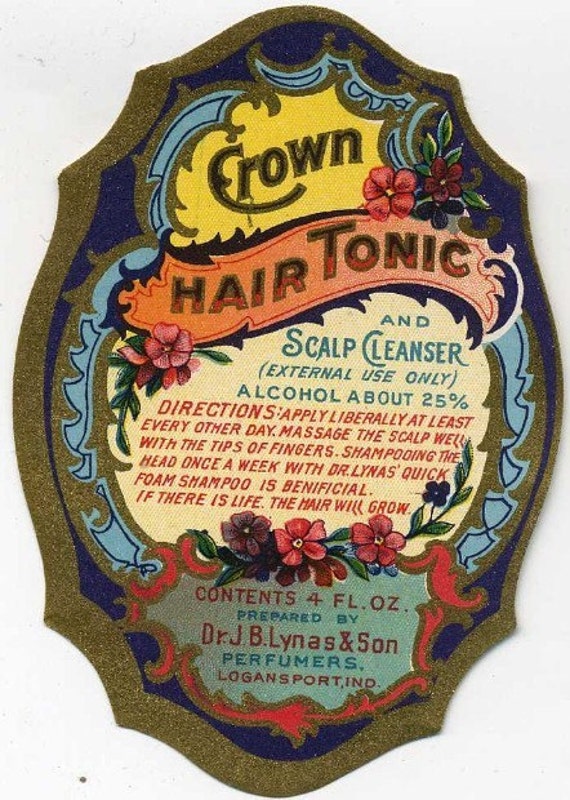 Crown
HAIR TONIC
AND
SCALP CLEANSER
(EXTERNAL USE ONLY)
ALCOHOL ABOUT 25%
DIRECTIONS: APPLY LIBERALLY AT LEAST
EVERY OTHER DAY. MASSAGE THE SCALP WELL
WITH THE TIPS OF FINGERS. SHAMPOOING THE
HEAD ONCE A WEEK WITH DR. LYNAS' QUICK
FOAM SHAMPOO IS BENIFICIAL.
IF THERE IS LIFE. THE HAIR WILL GROW.
CONTENTS 4 FL. OZ.
PREPARED BY
Dr. J. B. Lynas & Son
PERFUMERS,
LOGANSPORT, IND.